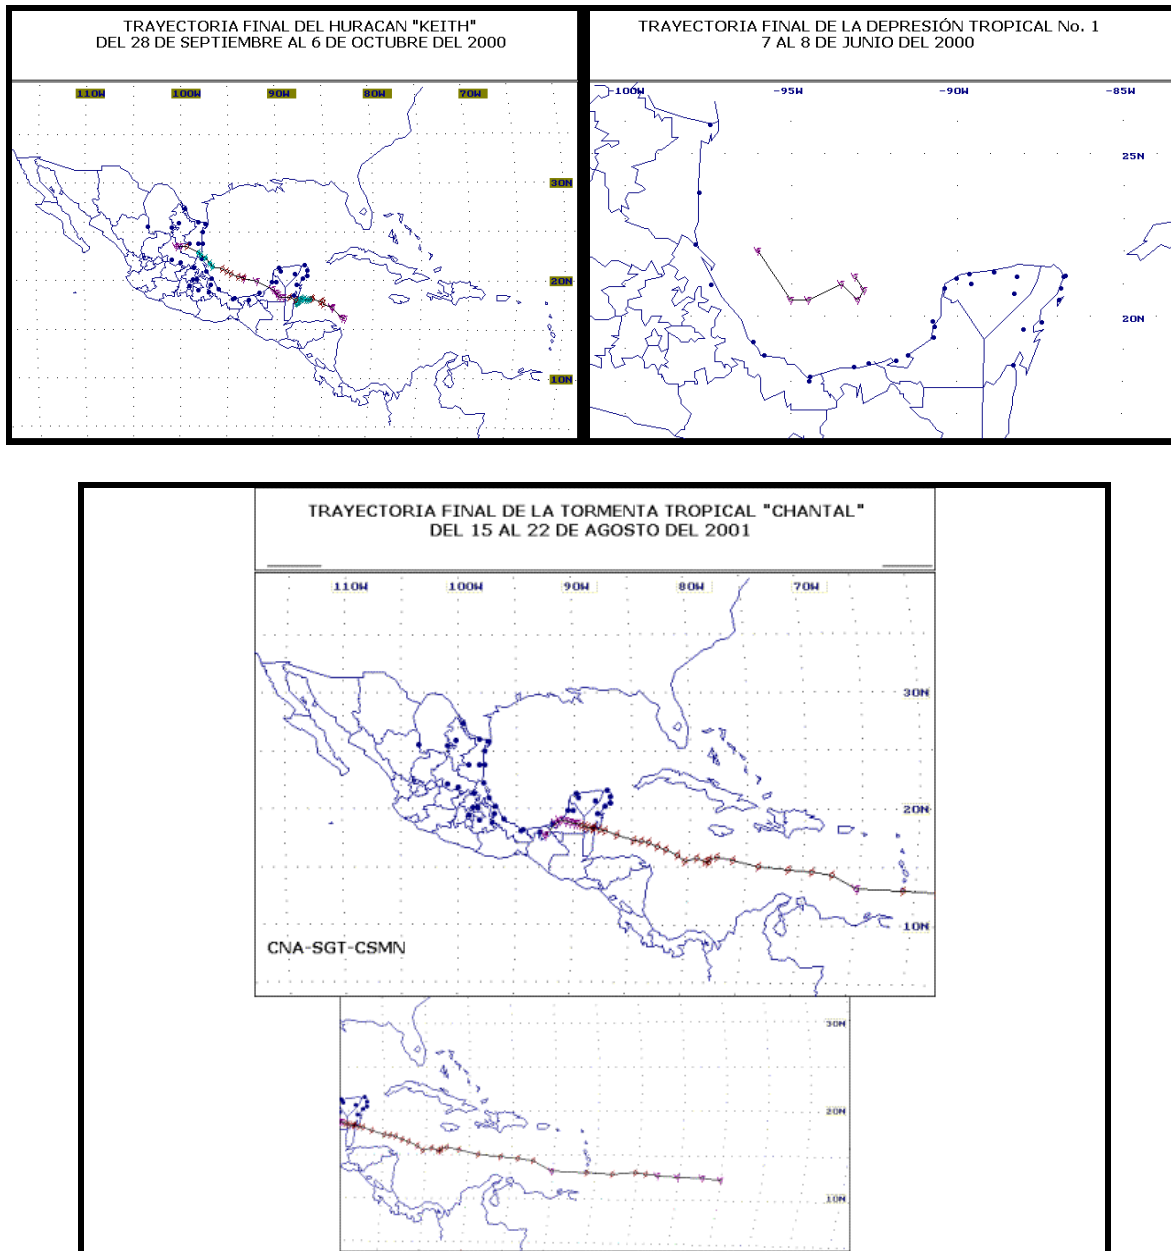 TRAYECTORIA FINAL DEL HURACAN "KEITH"
DEL 28 DE SEPTIEMBRE AL 6 DE OCTUBRE DEL 2000
110W 100W 90W 80W 70W
30N
20N
10N
TRAYECTORIA FINAL DE LA DEPRESIÓN TROPICAL No. 1
7 AL 8 DE JUNIO DEL 2000
-100W -95W -90W -85W
25N
20N
TRAYECTORIA FINAL DE LA TORMENTA TROPICAL "CHANTAL"
DEL 15 AL 22 DE AGOSTO DEL 2001
110W 100W 90W 80W 70W
30N
20N
10N
CNA-SGT-CSMN
30N
20N
10N